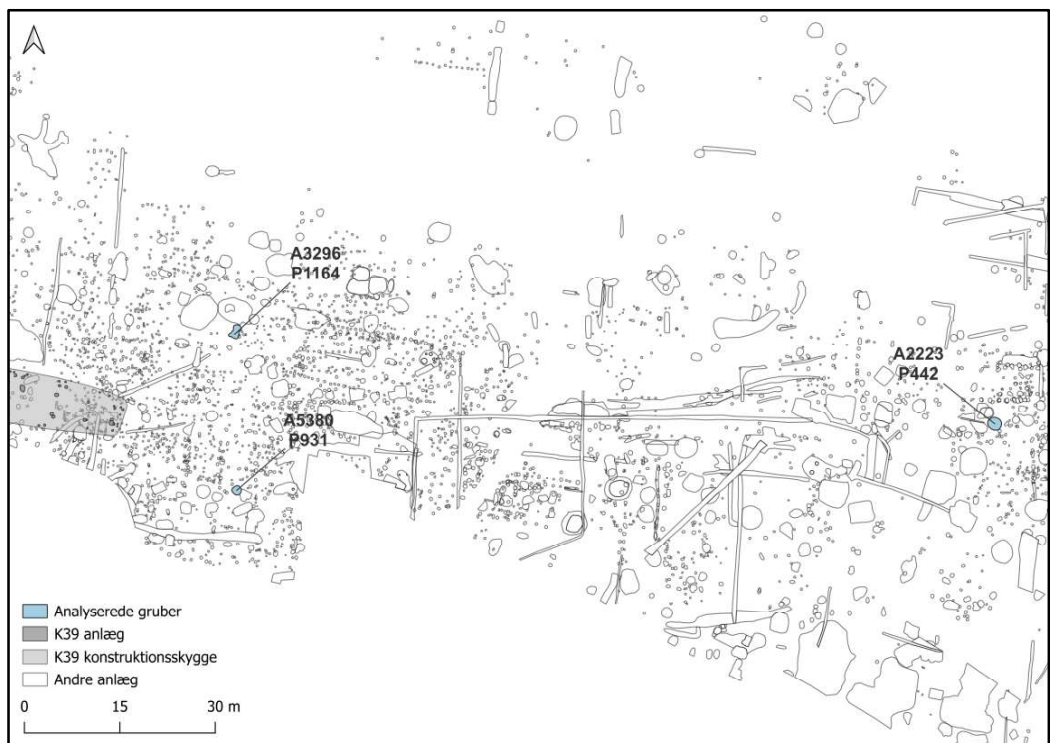 A3296
P1164
A2223
P442
A5380
P931
Analyserede gruber
K39 anlæg
K39 konstruktionsskygge
Andre anlæg
0 15 30 m